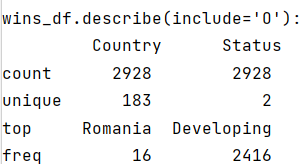 wins_df.describe(include='O'):
Country Status
count 2928 2928
unique 183 2
top Romania Developing
freq 16 2416